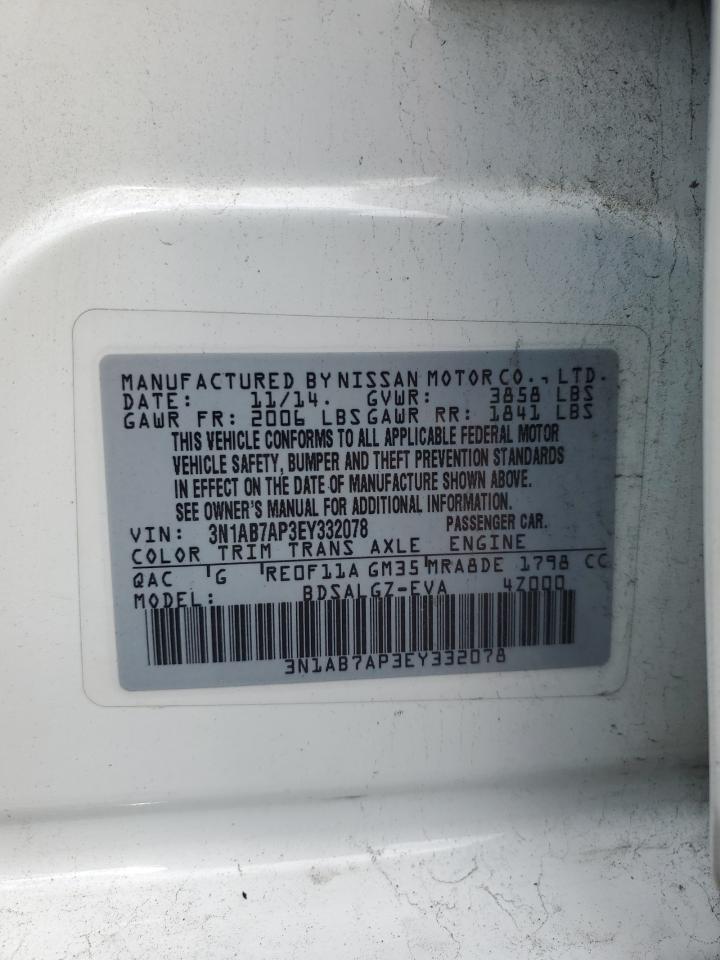 MANUFACTURED BY NISSAN MOTOR CO., LTD.
DATE: 11/14. GVWR: 3858 LBS
GAWR FR: 2006 LBS GAWR RR: 1841 LBS
THIS VEHICLE CONFORMS TO ALL APPLICABLE FEDERAL MOTOR
VEHICLE SAFETY, BUMPER AND THEFT PREVENTION STANDARDS
IN EFFECT ON THE DATE OF MANUFACTURE SHOWN ABOVE.
SEE OWNER'S MANUAL FOR ADDITIONAL INFORMATION.
VIN: 3N1AB7AP3EY332078 PASSENGER CAR.
COLOR TRIM TRANS AXLE ENGINE
QAC G RE0F11A GM35 MRA8DE 1798 CC
MODEL: BDSALGZ-EVA 4Z000
3N1AB7AP3EY332078